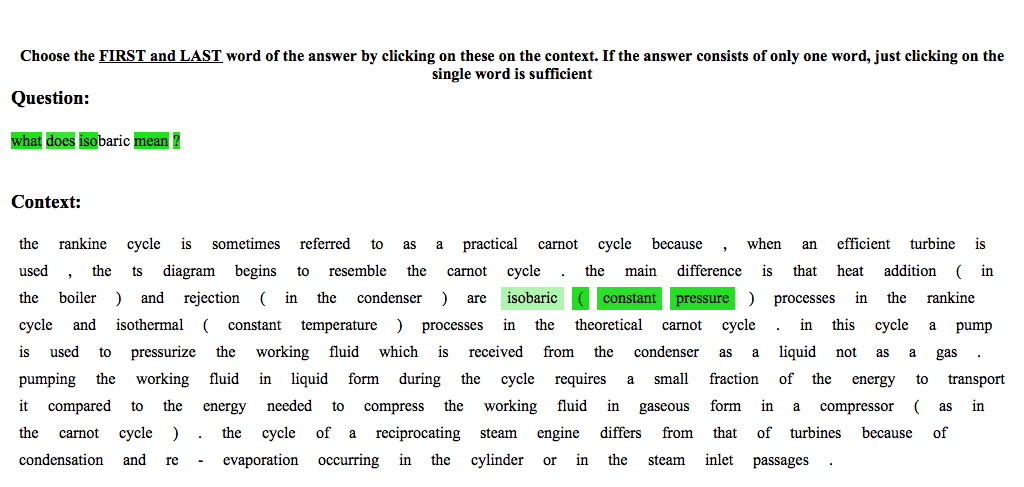 Choose the FIRST and LAST word of the answer by clicking on these on the context. If the answer consists of only one word, just clicking on the
single word is sufficient
Question:
what does isobaric mean ?
Context:
the rankine cycle is sometimes referred to as a practical carnot cycle because , when an efficient turbine is
used , the ts diagram begins to resemble the carnot cycle . the main difference is that heat addition ( in
the boiler ) and rejection ( in the condenser ) are isobaric ( constant pressure ) processes in the rankine
cycle and isothermal ( constant temperature ) processes in the theoretical carnot cycle . in this cycle a pump
is used to pressurize the working fluid which is received from the condenser as a liquid not as a gas .
pumping the working fluid in liquid form during the cycle requires a small fraction of the energy to transport
it compared to the energy needed to compress the working fluid in gaseous form in a compressor ( as in
the carnot cycle ) . the cycle of a reciprocating steam engine differs from that of turbines because of
condensation and re - evaporation occurring in the cylinder or in the steam inlet passages .